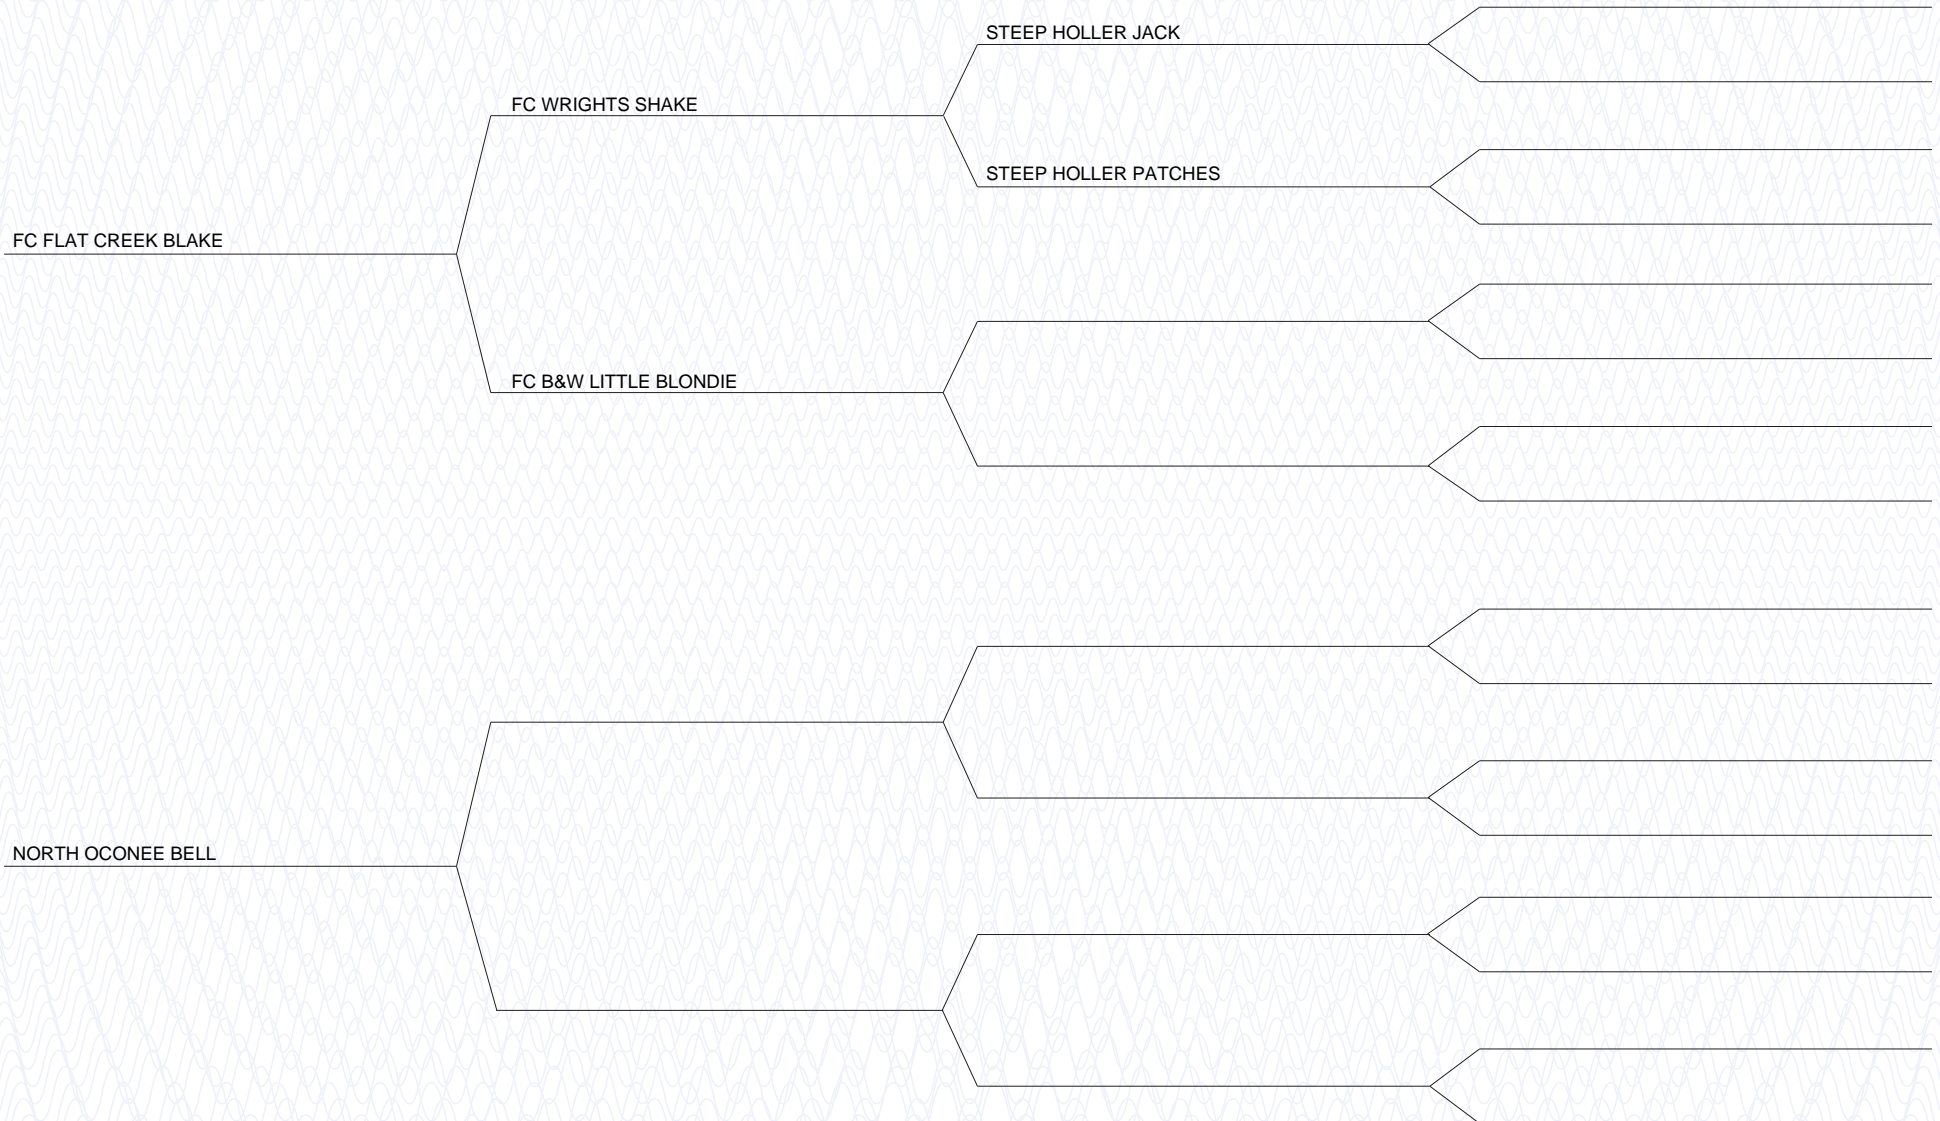 STEEP HOLLER JACK
FC WRIGHTS SHAKE
STEEP HOLLER PATCHES
FC FLAT CREEK BLAKE
FC B&W LITTLE BLONDIE
NORTH OCONEE BELL